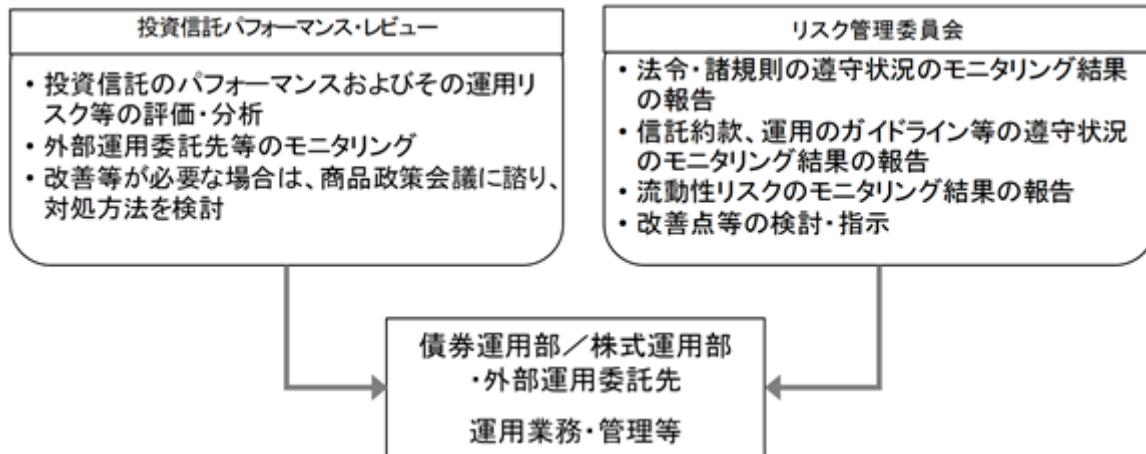 投資信託パフォーマンス・レビュー
• 投資信託のパフォーマンスおよびその運用リ
スク等の評価・分析
• 外部運用委託先等のモニタリング
• 改善等が必要な場合は、商品政策会議に諮り、
対処方法を検討
リスク管理委員会
• 法令・諸規則の遵守状況のモニタリング結果
の報告
• 信託約款、運用のガイドライン等の遵守状況
のモニタリング結果の報告
• 流動性リスクのモニタリング結果の報告
• 改善点等の検討・指示
債券運用部／株式運用部
・外部運用委託先
運用業務・管理等